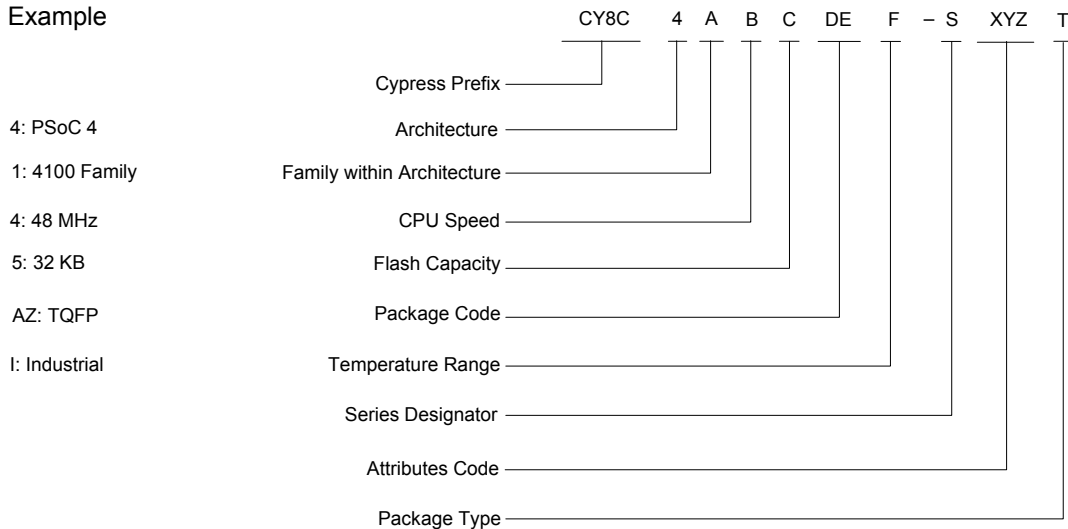 Example CY8C 4 A B C DE F – S XYZ T
Cypress Prefix
4: PSoC 4 Architecture
1: 4100 Family Family within Architecture
4: 48 MHz CPU Speed
5: 32 KB Flash Capacity
AZ: TQFP Package Code
I: Industrial Temperature Range
Series Designator
Attributes Code
Package Type